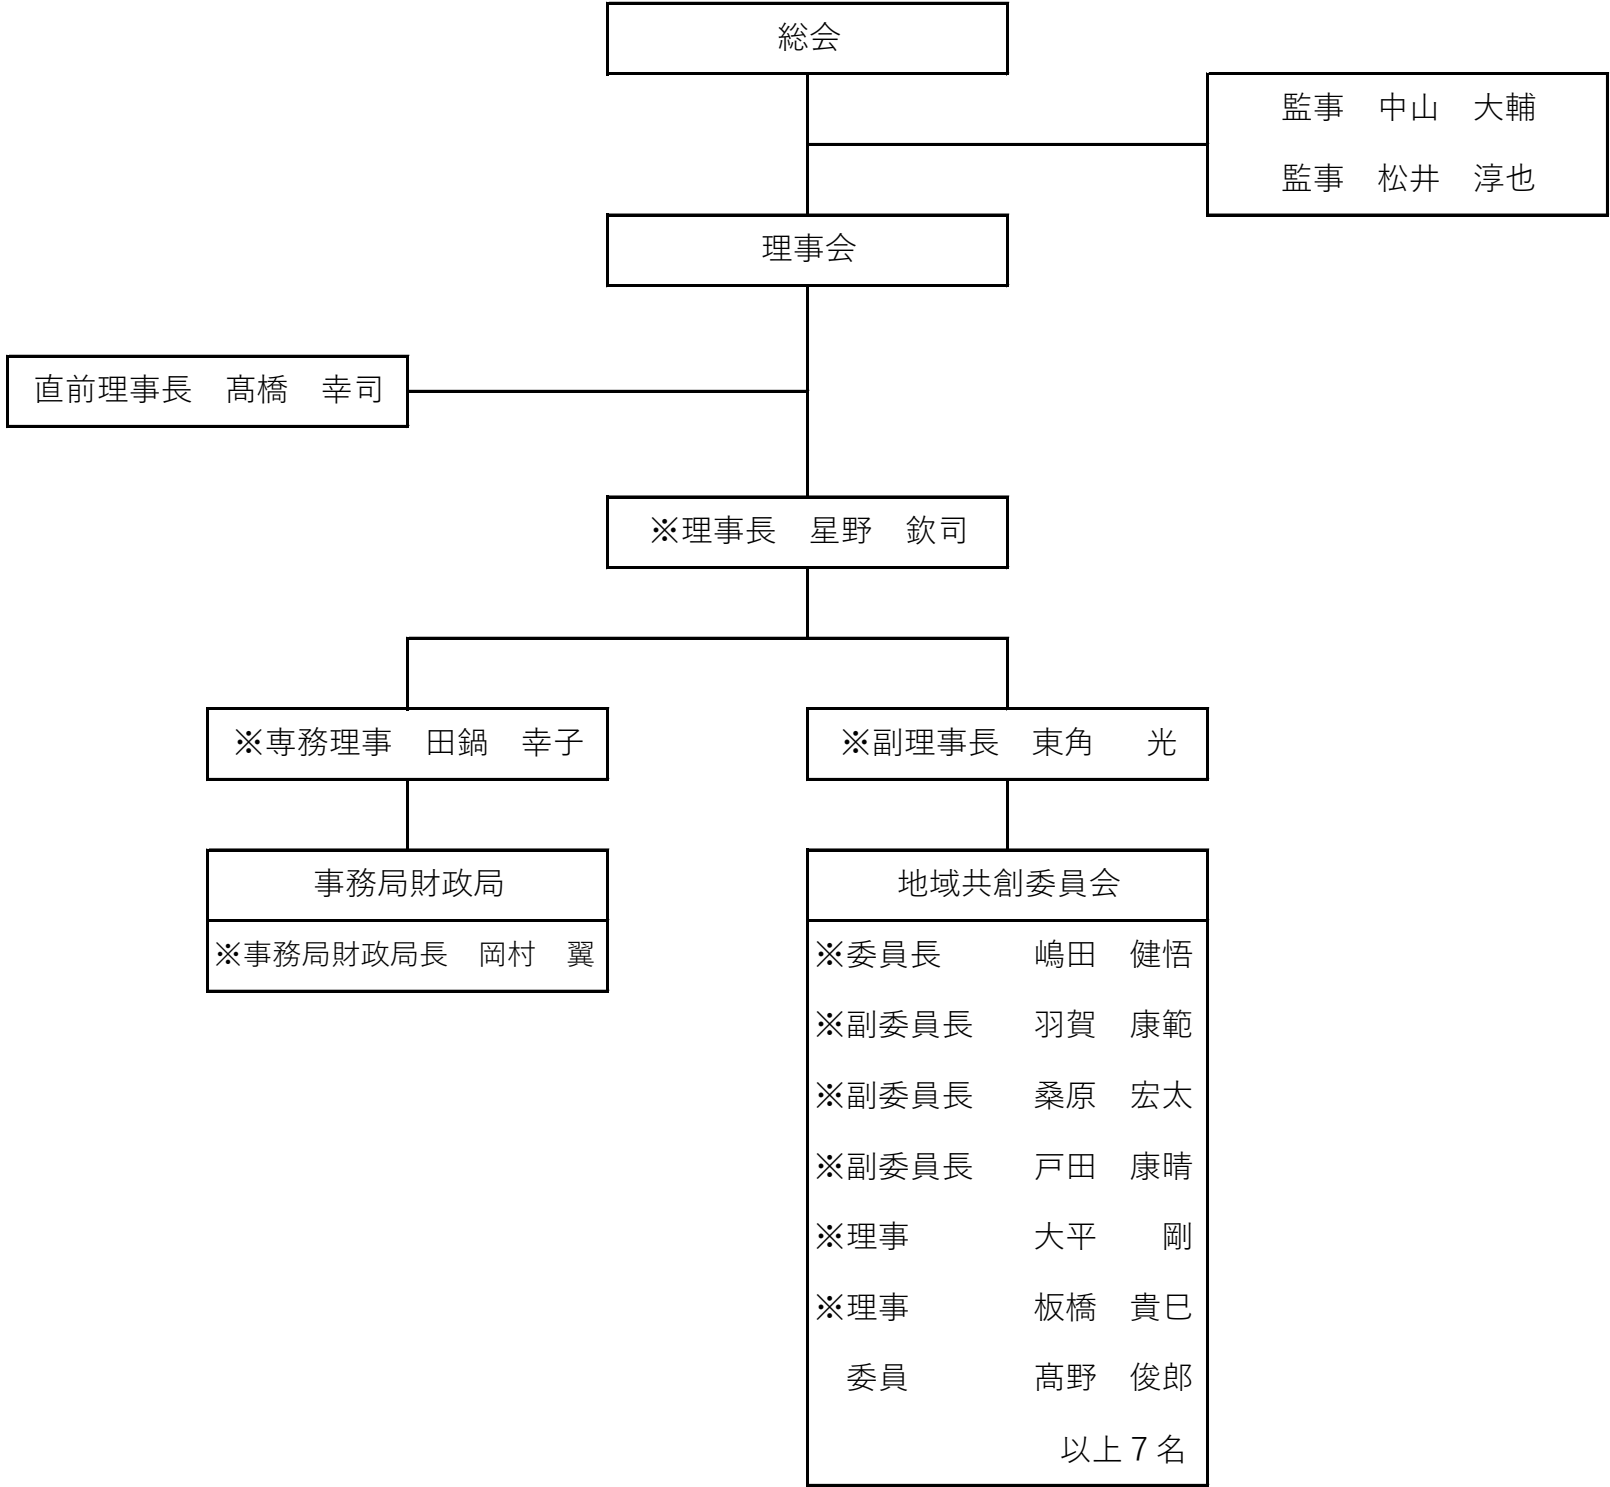 総会
監事　中山　大輔
監事　松井　淳也
理事会
直前理事長　髙橋　幸司
※理事長　星野　欽司
※専務理事　田鍋　幸子
※副理事長　東角　光
事務局財政局
※事務局財政局長　岡村　翼
地域共創委員会
※委員長　嶋田　健悟
※副委員長　羽賀　康範
※副委員長　桑原　宏太
※副委員長　戸田　康晴
※理事　大平　剛
※理事　板橋　貴巳
委員　髙野　俊郎
以上７名